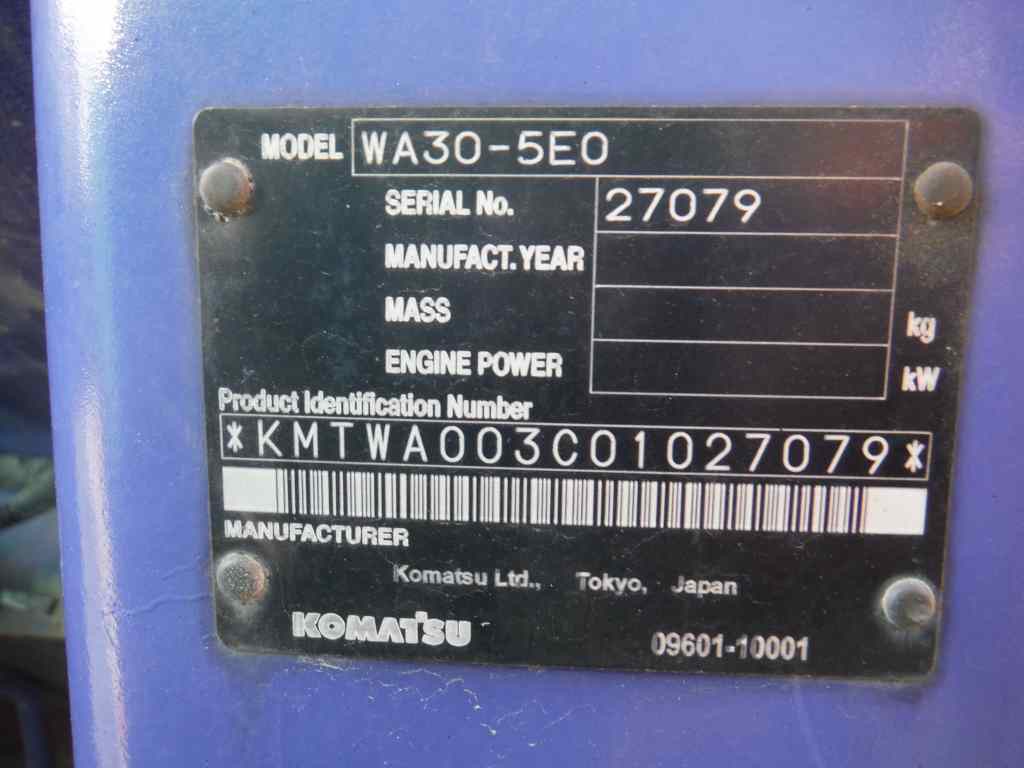 MODEL WA30-5E0
SERIAL No. 27079
MANUFACT. YEAR
MASS kg
ENGINE POWER kW
Product Identification Number
*KMTWA003C01027079*
MANUFACTURER
Komatsu Ltd., Tokyo, Japan
KOMATSU 09601-10001